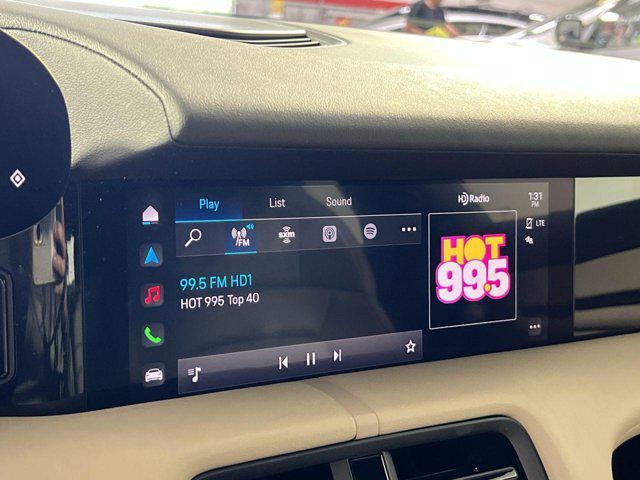 Play List Sound
HD Radio
1:31
PM
LTE
FM
sxm
99.5 FM HD1
HOT 995 Top 40
HOT
99.5